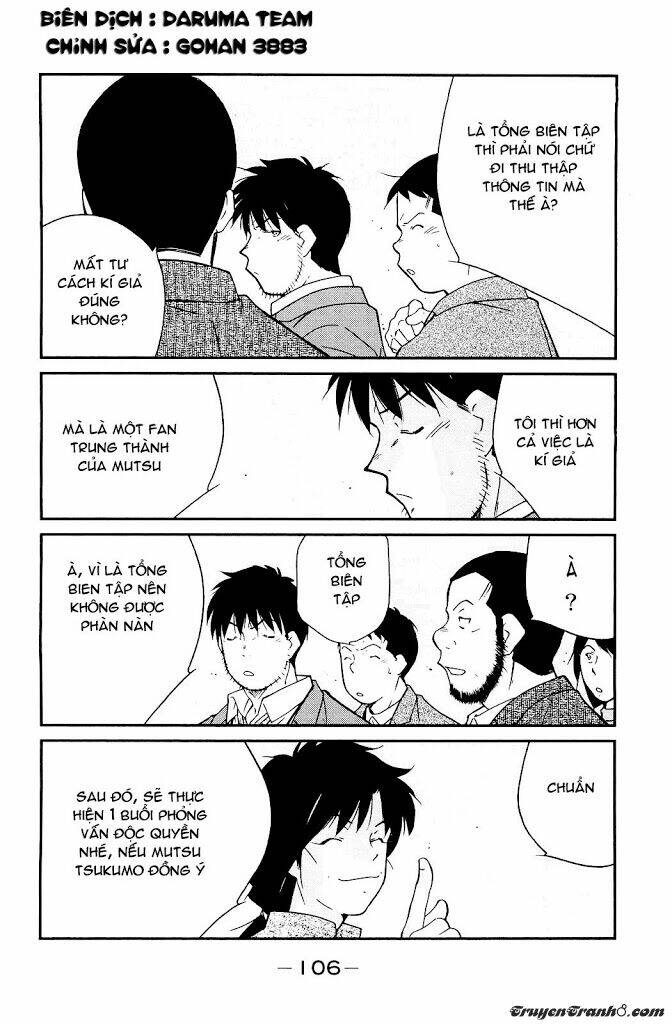 BIÊN DỊCH : DARUMA TEAM
CHỈNH SỬA : GOHAN 3883
LÀ TỔNG BIÊN TẬP
THÌ PHẢI NÓI CHỨ
ĐI THU THẬP
THÔNG TIN MÀ
THẾ À?
MẤT TƯ
CÁCH KÍ GIẢ
ĐÚNG
KHÔNG?
TÔI THÌ HƠN
CẢ VIỆC LÀ
KÍ GIẢ
MÀ LÀ MỘT FAN
TRUNG THÀNH
CỦA MUTSU
À
?
TỔNG
BIÊN
TẬP
À, VÌ LÀ TỔNG
BIEN TẬP NÊN
KHÔNG ĐƯỢC
PHÀN NÀN
CHUẨN
SAU ĐÓ, SẼ THỰC
HIỆN 1 BUỔI PHỎNG
VẤN ĐỘC QUYỀN
NHÉ, NẾU MUTSU
TSUKUMO ĐỒNG Ý
-106-
TruyenTranh8.com